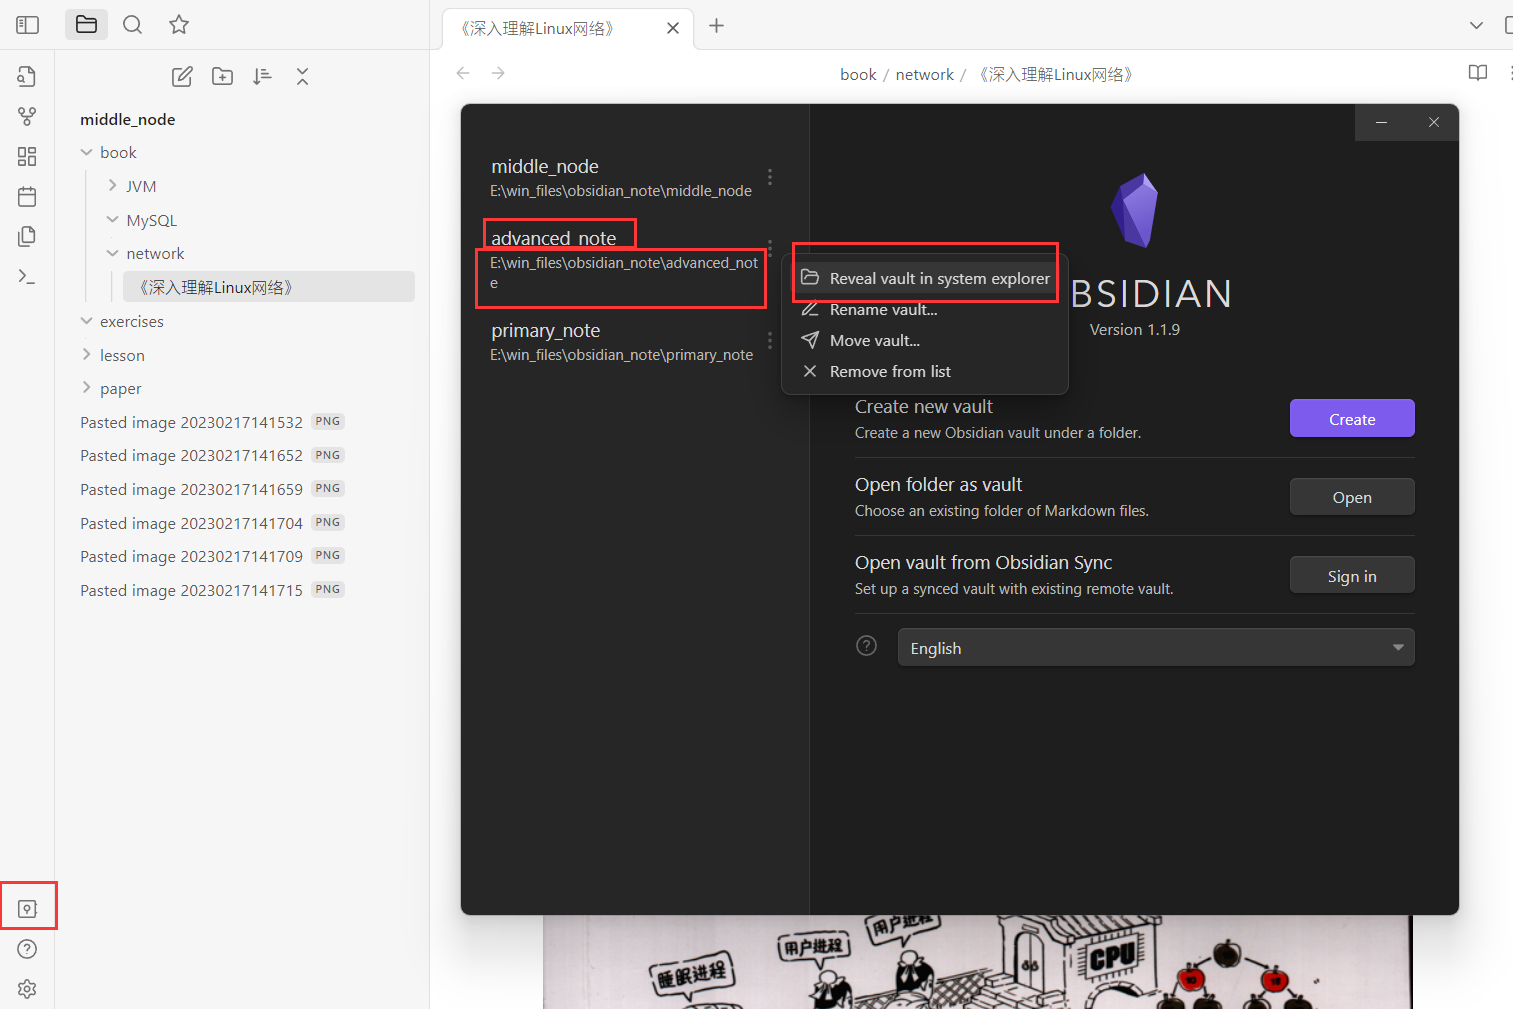 《深入理解Linux网络》
book / network / 《深入理解Linux网络》
middle_node
book
JVM
MySQL
network
《深入理解Linux网络》
exercises
lesson
paper
Pasted image 20230217141532 PNG
Pasted image 20230217141652 PNG
Pasted image 20230217141659 PNG
Pasted image 20230217141704 PNG
Pasted image 20230217141709 PNG
Pasted image 20230217141715 PNG
middle_node
E:\win_files\obsidian_note\middle_node
advanced_note
E:\win_files\obsidian_note\advanced_not
e
primary_note
E:\win_files\obsidian_note\primary_note
Reveal vault in system explorer
Rename vault...
Move vault...
Remove from list
BSIDIAN
Version 1.1.9
Create new vault
Create a new Obsidian vault under a folder.
Create
Open folder as vault
Choose an existing folder of Markdown files.
Open
Open vault from Obsidian Sync
Set up a synced vault with existing remote vault.
Sign in
English
睡眠进程
用户进程
用户进程
CPU